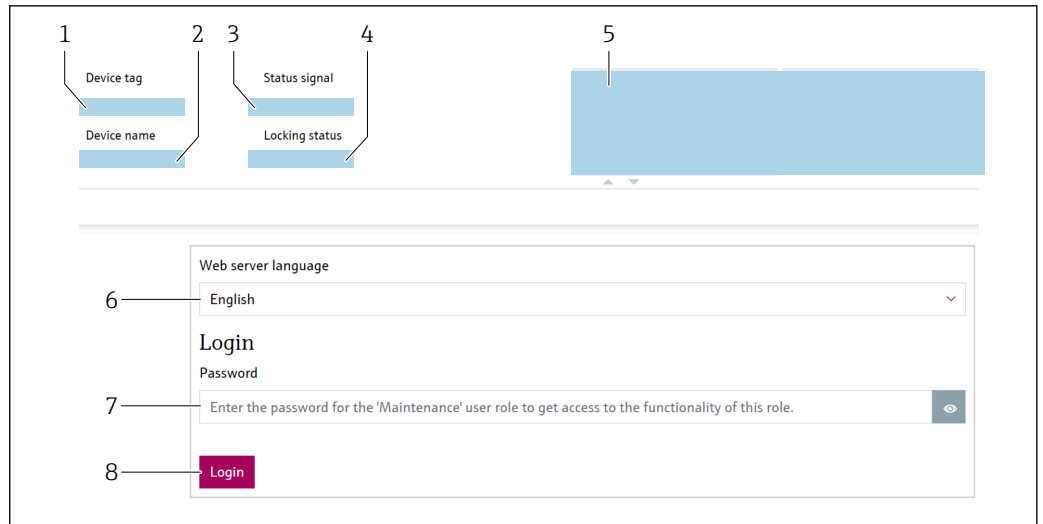 1 2 3 4 5
Device tag Status signal
Device name Locking status
Web server language
6 English
Login
Password
7 Enter the password for the 'Maintenance' user role to get access to the functionality of this role.
8 Login